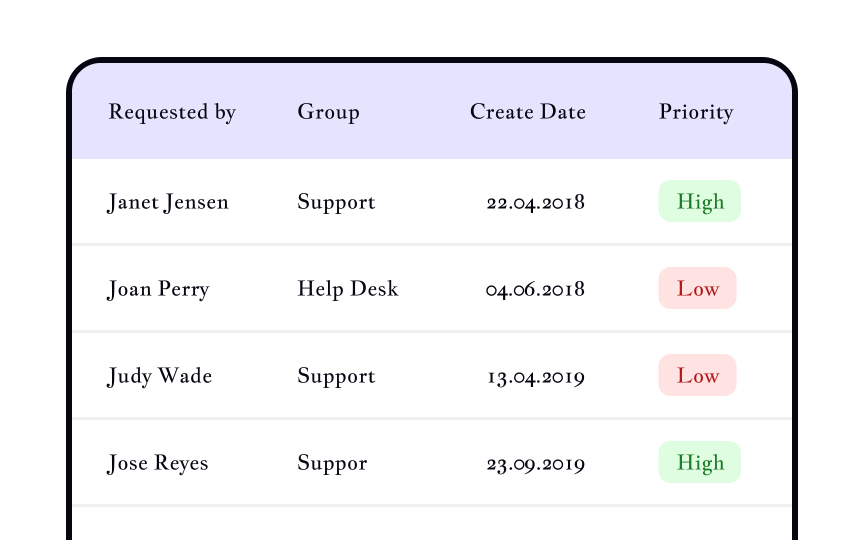 Requested by Group Create Date Priority
Janet Jensen Support 22.04.2018 High
Joan Perry Help Desk 04.06.2018 Low
Judy Wade Support 13.04.2019 Low
Jose Reyes Suppor 23.09.2019 High